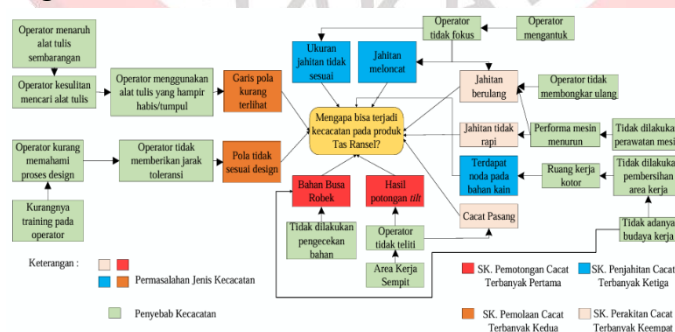 Operator menaruh
alat tulis
sembarangan
Operator kesulitan
mencari alat tulis
Operator menggunakan
alat tulis yang hampir
habis/tumpul
Garis pola
kurang
terlihat
Ukuran
jahitan tidak
sesuai
Jahitan
meloncat
Operator
tidak fokus
Operator
mengantuk
Jahitan
berulang
Operator tidak
membongkar ulang
Mengapa bisa terjadi
kecacatan pada produk
Tas Ransel?
Jahitan tidak
rapi
Performa mesin
menurun
Tidak dilakukan
perawatan mesi
Operator kurang
memahami
proses design
Operator tidak
memberikan jarak
toleransi
Pola tidak
sesuai design
Terdapat
noda pada
bahan kain
Ruang kerja
kotor
Tidak dilakukan
pembersihan
area kerja
Kurangnya
training pada
operator
Bahan Busa
Robek
Hasil
potongan tilt
Cacat Pasang
Tidak dilakukan
pengecekan
bahan
Operator
tidak teliti
Area Kerja
Sempit
Tidak adanya
budaya kerja
Keterangan :
Permasalahan Jenis Kecacatan
Penyebab Kecacatan
SK. Pemotongan Cacat
Terbanyak Pertama
SK. Penjahitan Cacat
Terbanyak Ketiga
SK. Pemolaan Cacat
Terbanyak Kedua
SK. Perakitan Cacat
Terbanyak Keempat